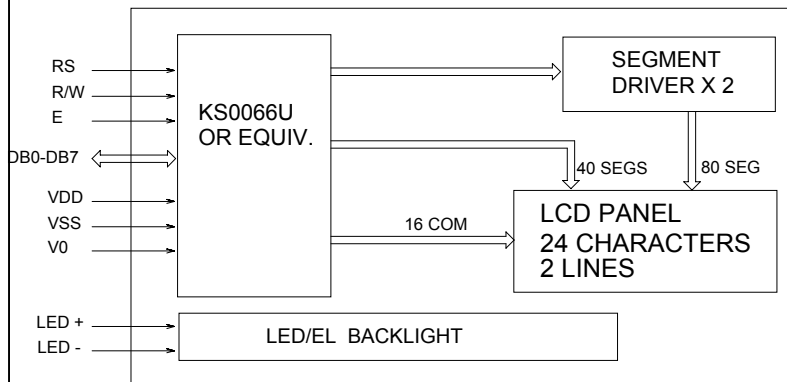 RS
R/W
E
DB0-DB7
VDD
VSS
V0
LED +
LED -
KS0066U
OR EQUIV.
SEGMENT
DRIVER X 2
40 SEGS
80 SEG
16 COM
LCD PANEL
24 CHARACTERS
2 LINES
LED/EL BACKLIGHT